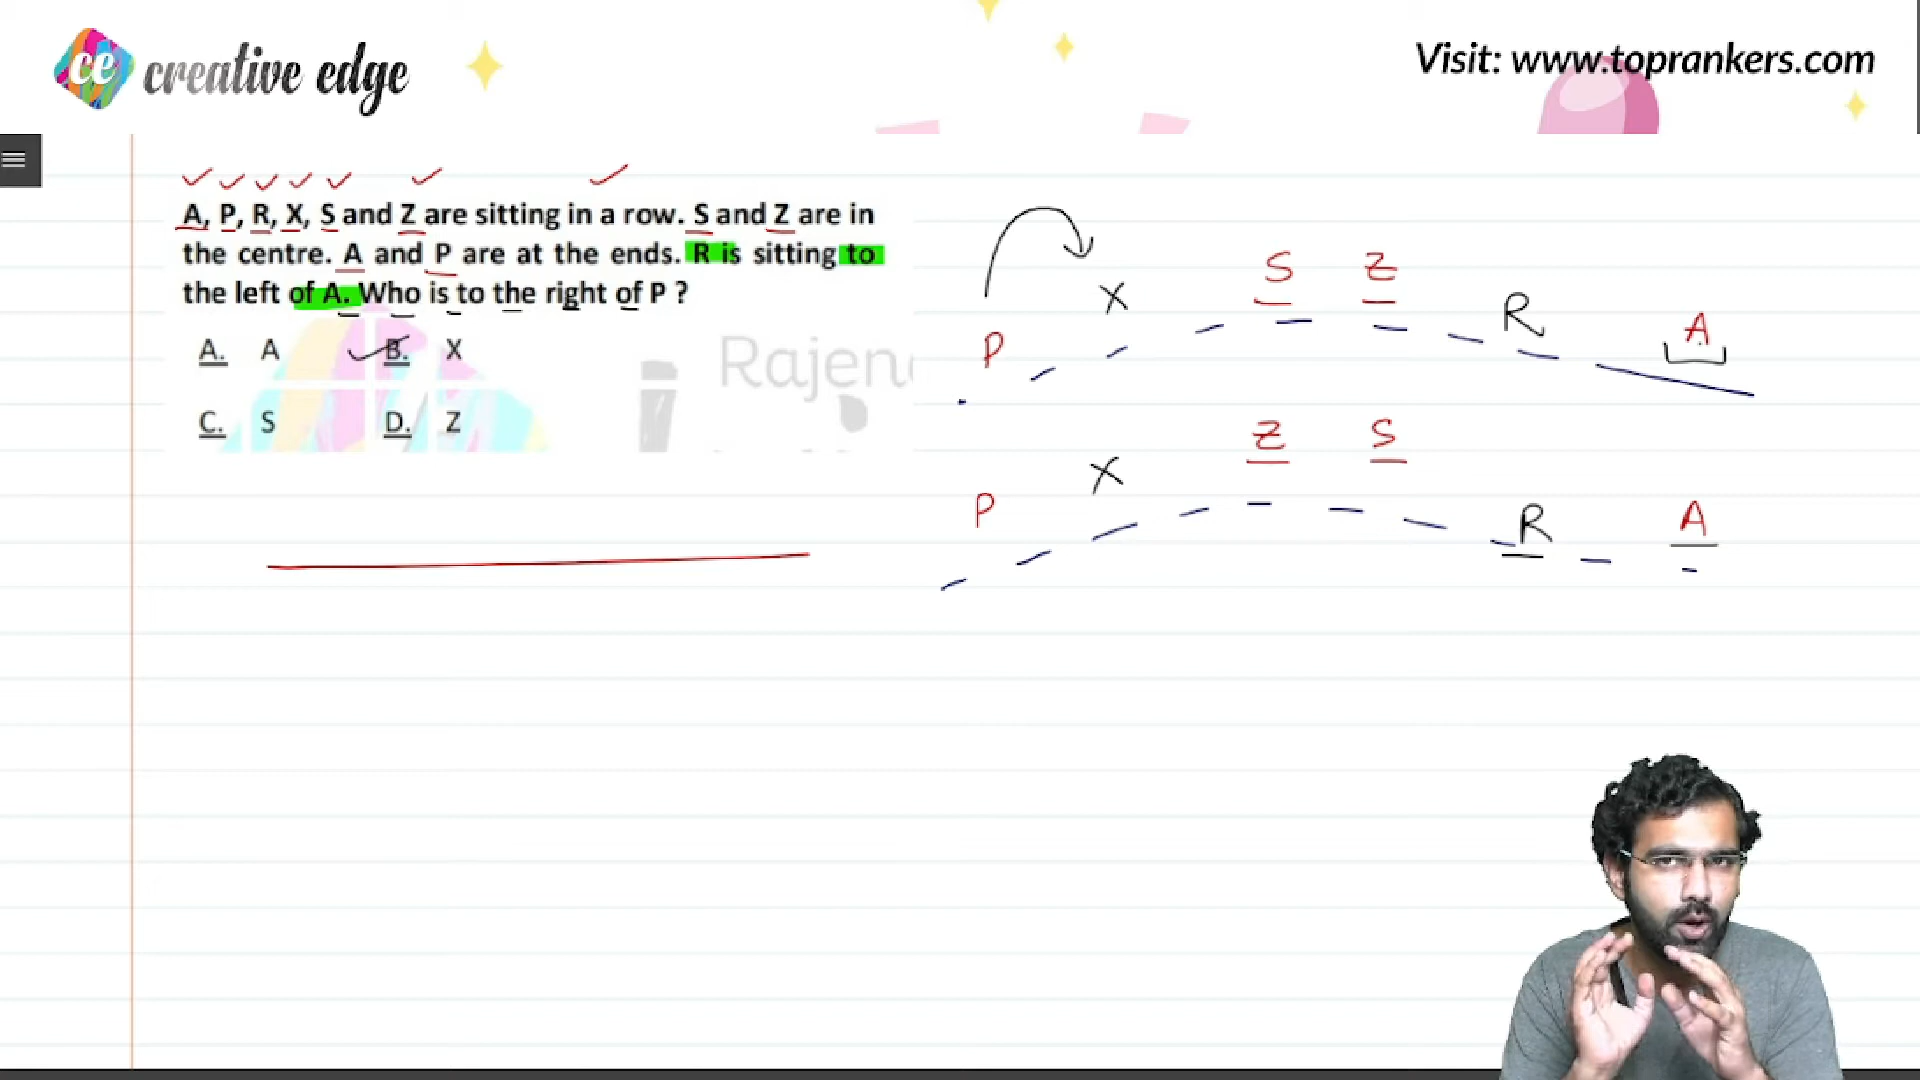 ce creative edge
Visit: www.toprankers.com
A, P, R, X, S and Z are sitting in a row. S and Z are in
the centre. A and P are at the ends. R is sitting to
the left of A. Who is to the right of P ?
A. A B. X
C. S D. Z
S Z
X R A
P
Z S
X
P R A